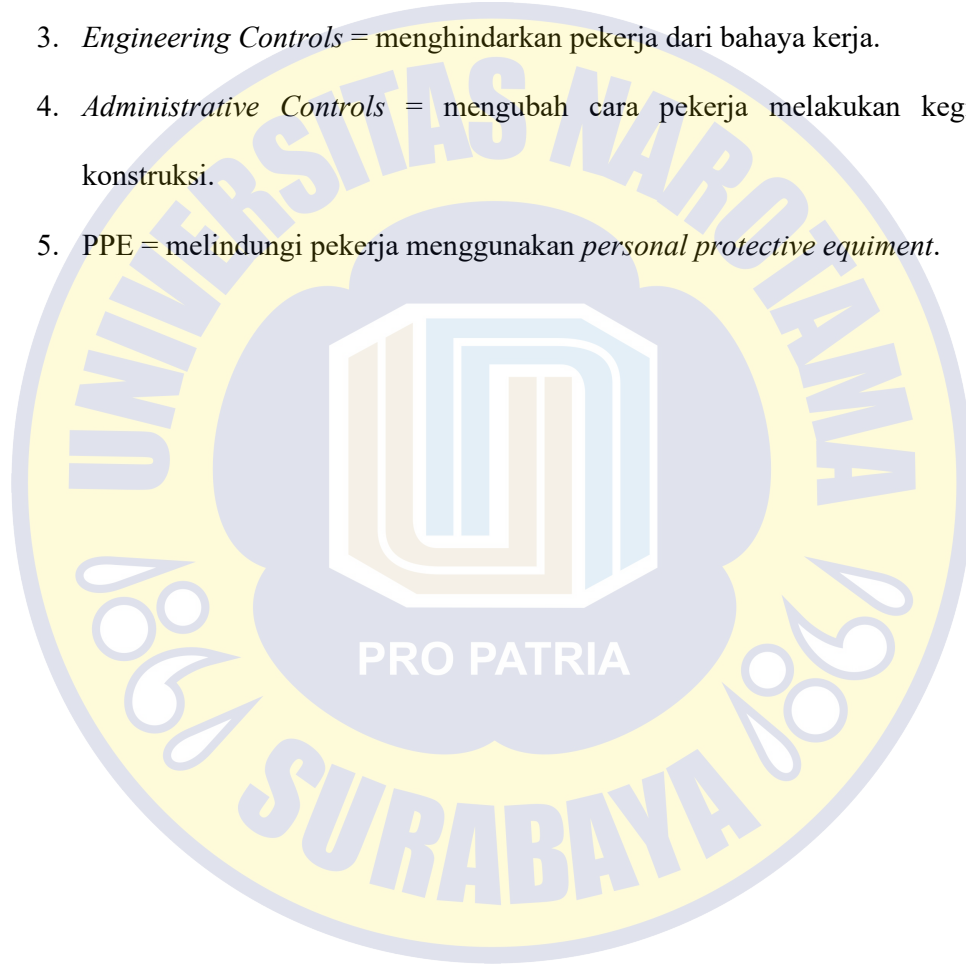 3. Engineering Controls = menghindarkan pekerja dari bahaya kerja.
4. Administrative Controls = mengubah cara pekerja melakukan keg
konstruksi.
5. PPE = melindungi pekerja menggunakan personal protective equiment.
UNIVERSITAS NAROTAMA
PRO PATRIA
SURABAYA